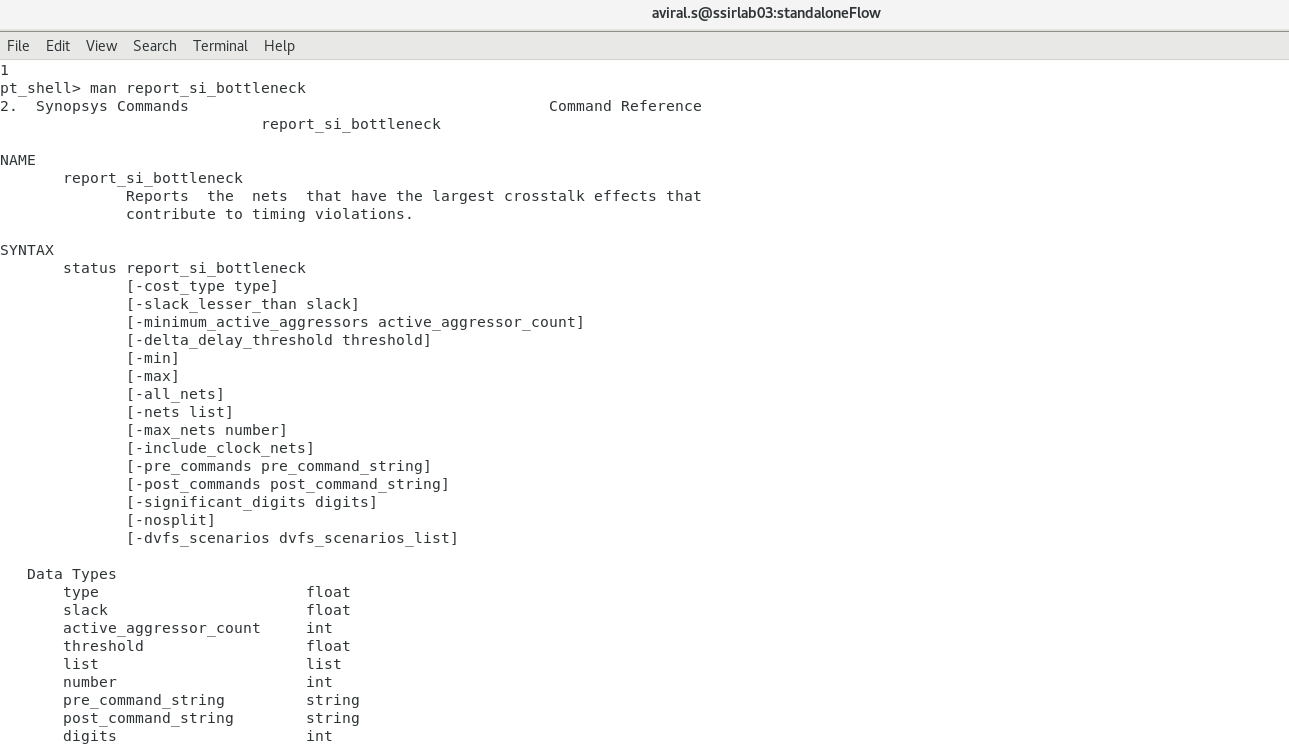 aviral.s@ssirlab03:standaloneFlow
File Edit View Search Terminal Help
1
pt_shell> man report_si_bottleneck
2.  Synopsys Commands                                        Command Reference
                             report_si_bottleneck
NAME
       report_si_bottleneck
              Reports  the  nets  that have the largest crosstalk effects that
              contribute to timing violations.
SYNTAX
       status report_si_bottleneck
              [-cost_type type]
              [-slack_lesser_than slack]
              [-minimum_active_aggressors active_aggressor_count]
              [-delta_delay_threshold threshold]
              [-min]
              [-max]
              [-all_nets]
              [-nets list]
              [-max_nets number]
              [-include_clock_nets]
              [-pre_commands pre_command_string]
              [-post_commands post_command_string]
              [-significant_digits digits]
              [-nosplit]
              [-dvfs_scenarios dvfs_scenarios_list]
   Data Types
       type                       float
       slack                      float
       active_aggressor_count     int
       threshold                  float
       list                       list
       number                     int
       pre_command_string         string
       post_command_string        string
       digits                     int